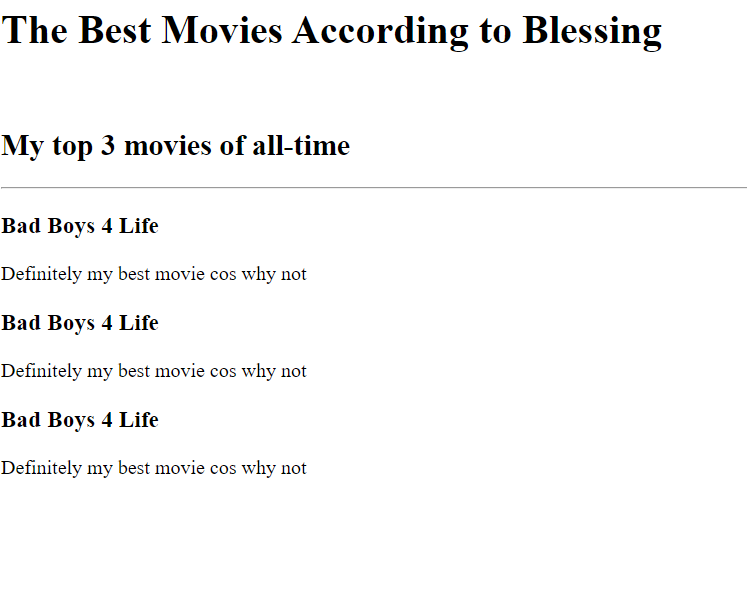 The Best Movies According to Blessing
My top 3 movies of all-time
Bad Boys 4 Life
Definitely my best movie cos why not
Bad Boys 4 Life
Definitely my best movie cos why not
Bad Boys 4 Life
Definitely my best movie cos why not